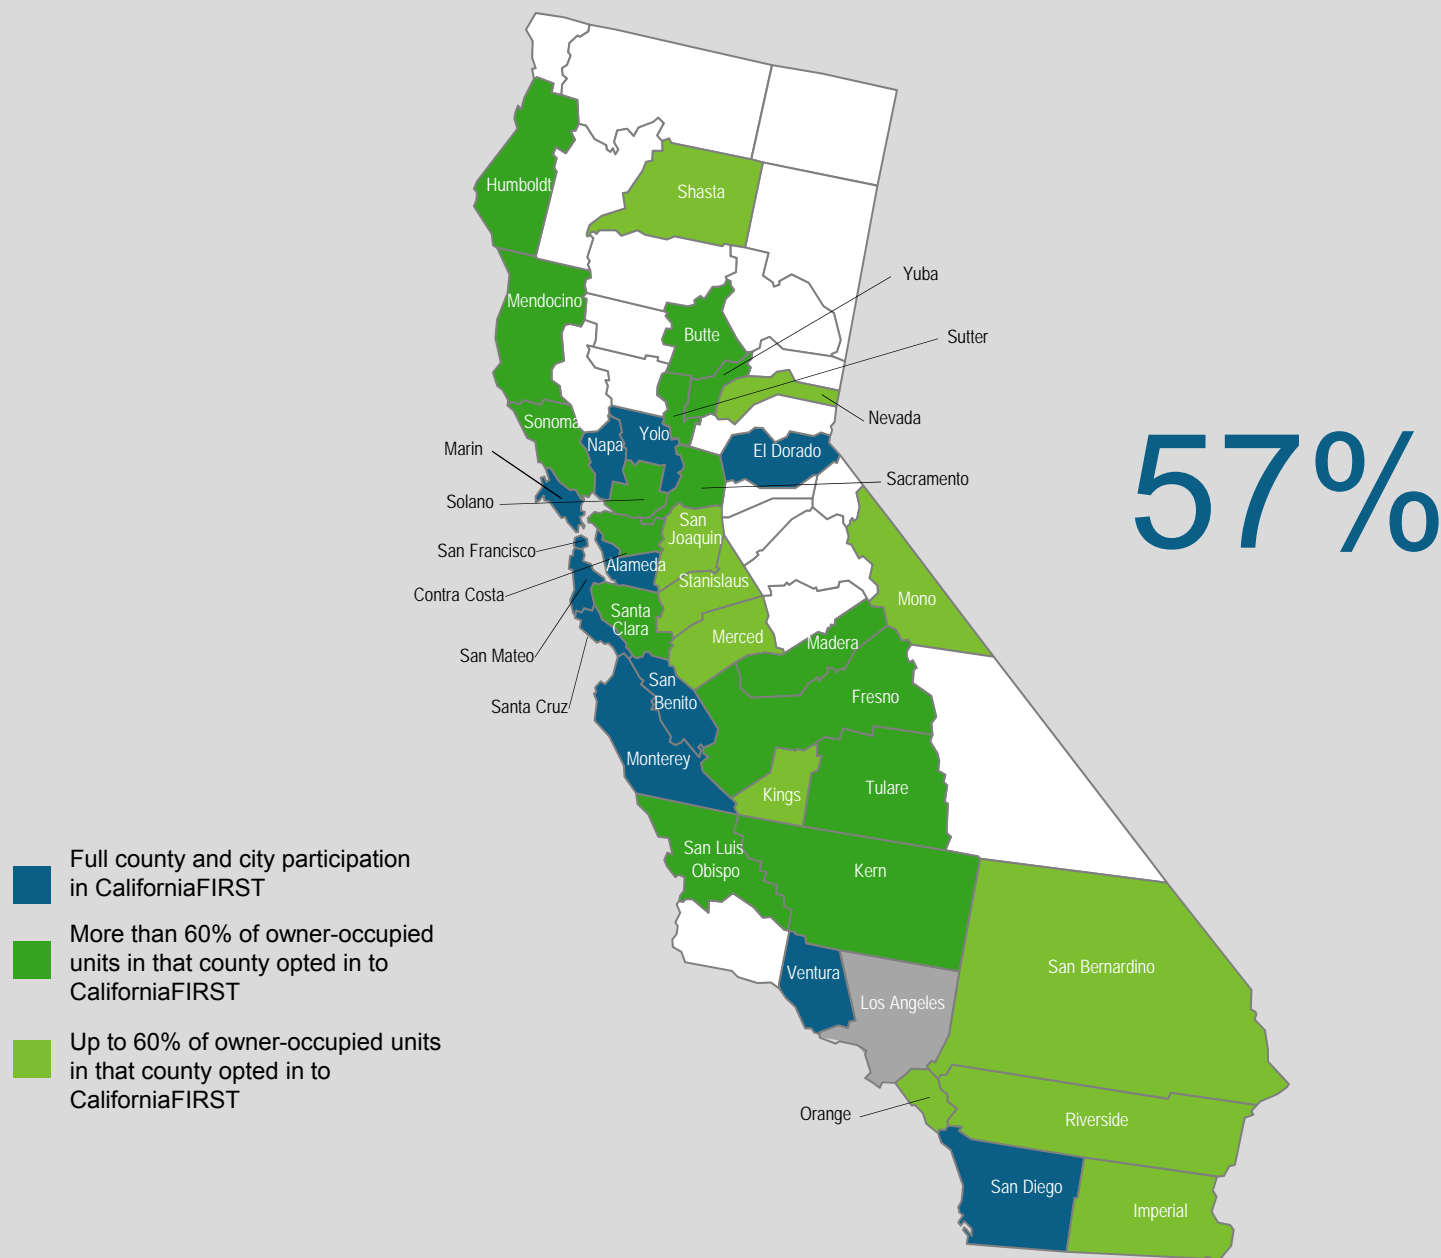 Humboldt
Shasta
Yuba
Mendocino
Butte
Sutter
Nevada
Sonoma
Napa
Yolo
El Dorado
Marin
Solano
Sacramento
San
Joaquin
San Francisco
Alameda
Contra Costa
Stanislaus
Mono
Santa
Clara
Merced
Madera
San Mateo
San
Benito
Fresno
Santa Cruz
Monterey
Kings
Tulare
San Luis
Obispo
Kern
Ventura
Los Angeles
San Bernardino
Orange
Riverside
San Diego
Imperial
57%
Full county and city participation
in CaliforniaFIRST
More than 60% of owner-occupied
units in that county opted in to
CaliforniaFIRST
Up to 60% of owner-occupied units
in that county opted in to
CaliforniaFIRST